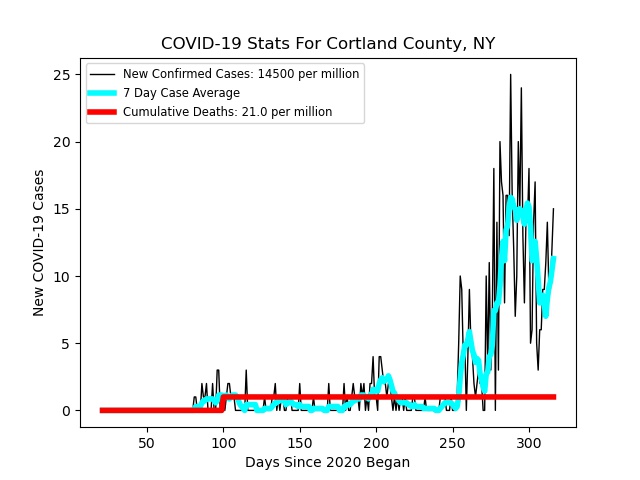 COVID-19 Stats For Cortland County, NY
New Confirmed Cases: 14500 per million
7 Day Case Average
Cumulative Deaths: 21.0 per million
New COVID-19 Cases
25
20
15
10
5
0
50 100 150 200 250 300
Days Since 2020 Began